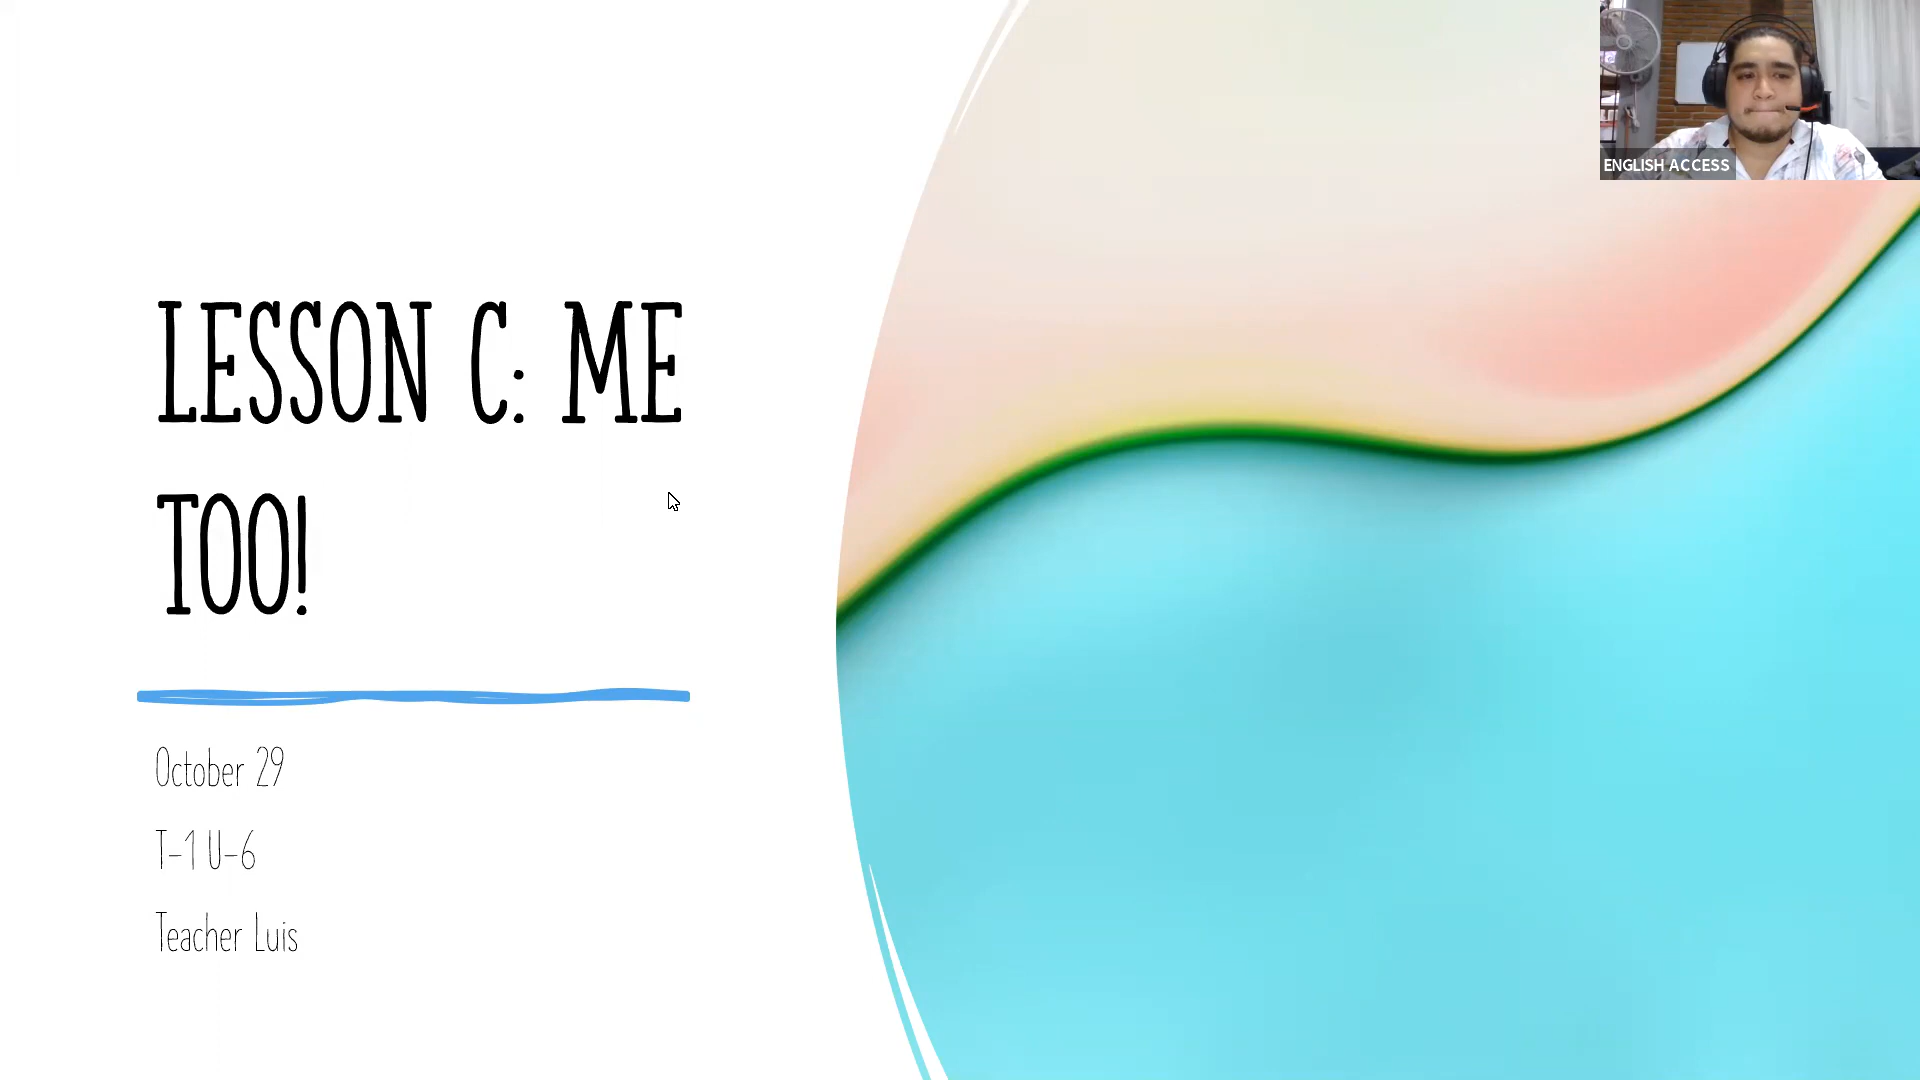 ENGLISH ACCESS
LESSON C: ME
TOO!
October 29
T-1 U-6
Teacher Luis